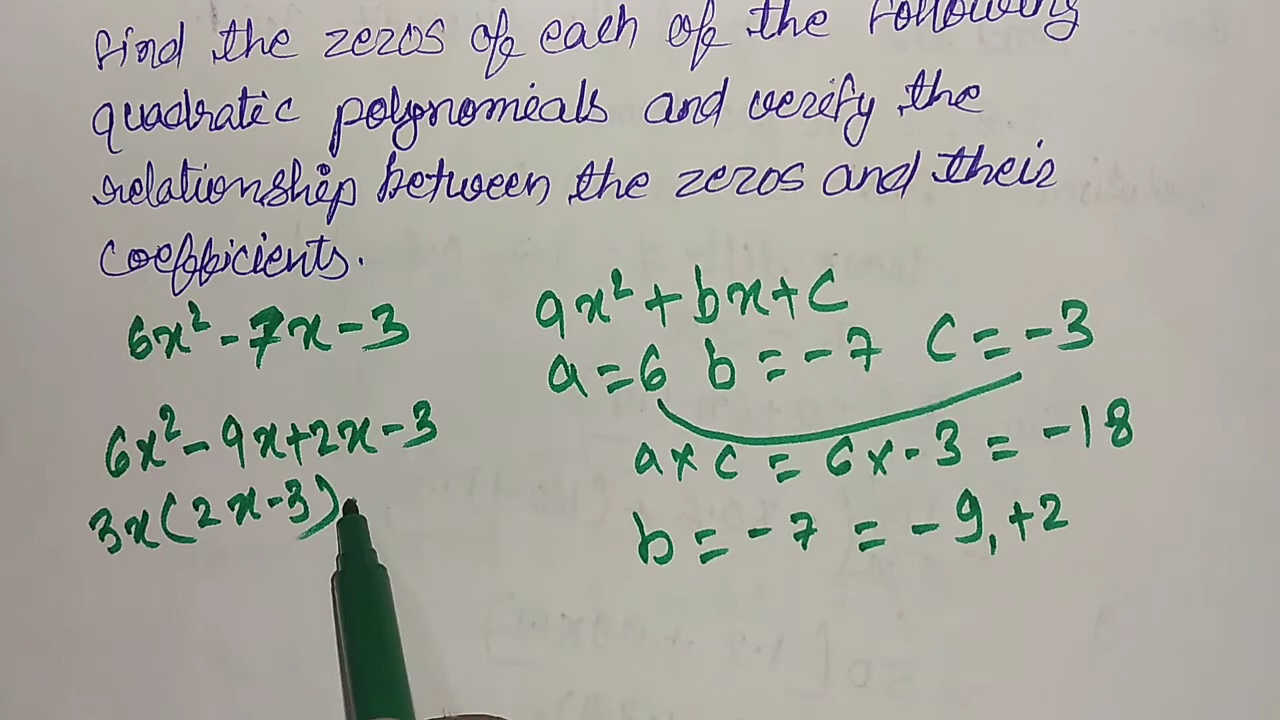 Find the zeros of each of the following
quadratic polynomials and verify the
relationship between the zeros and their
coefficients.
6x² - 7x - 3
ax² + bx + c
a = 6 b = - 7 c = - 3
6x² - 9x + 2x - 3
a × c = 6 × - 3 = - 18
3x(2x - 3)
b = - 7 = - 9, + 2